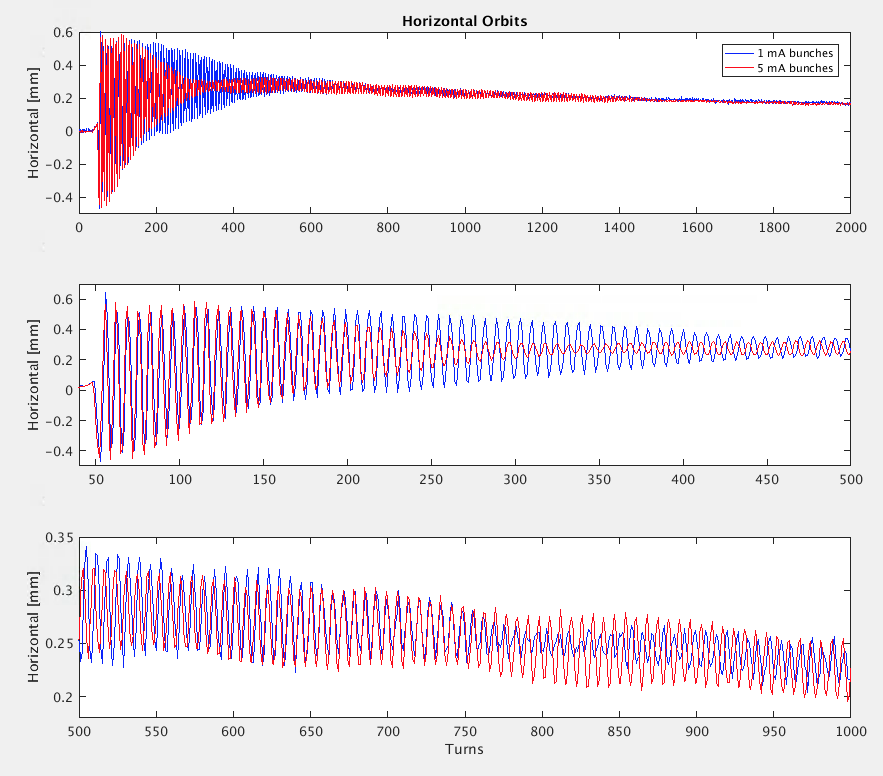 Horizontal Orbits
0.6
0.4
0.2
0
-0.2
-0.4
Horizontal [mm]
1 mA bunches
5 mA bunches
0 200 400 600 800 1000 1200 1400 1600 1800 2000
0.6
0.4
0.2
0
-0.2
-0.4
Horizontal [mm]
50 100 150 200 250 300 350 400 450 500
0.35
0.3
0.25
0.2
Horizontal [mm]
500 550 600 650 700 750 800 850 900 950 1000
Turns